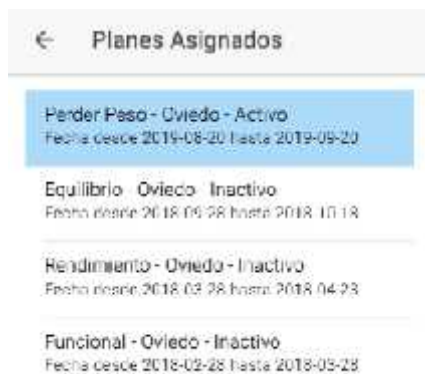 Planes Asignados
Perder Peso - Oviedo - Activo
Fecha desde 2019-08-20 hasta 2019-09-20
Equilibrio - Oviedo - Inactivo
Fecha desde 2018-09-28 hasta 2018-10-18
Rendimiento - Oviedo - Inactivo
Fecha desde 2018-03-28 hasta 2018-04-23
Funcional - Oviedo - Inactivo
Fecha desde 2018-02-28 hasta 2018-03-28